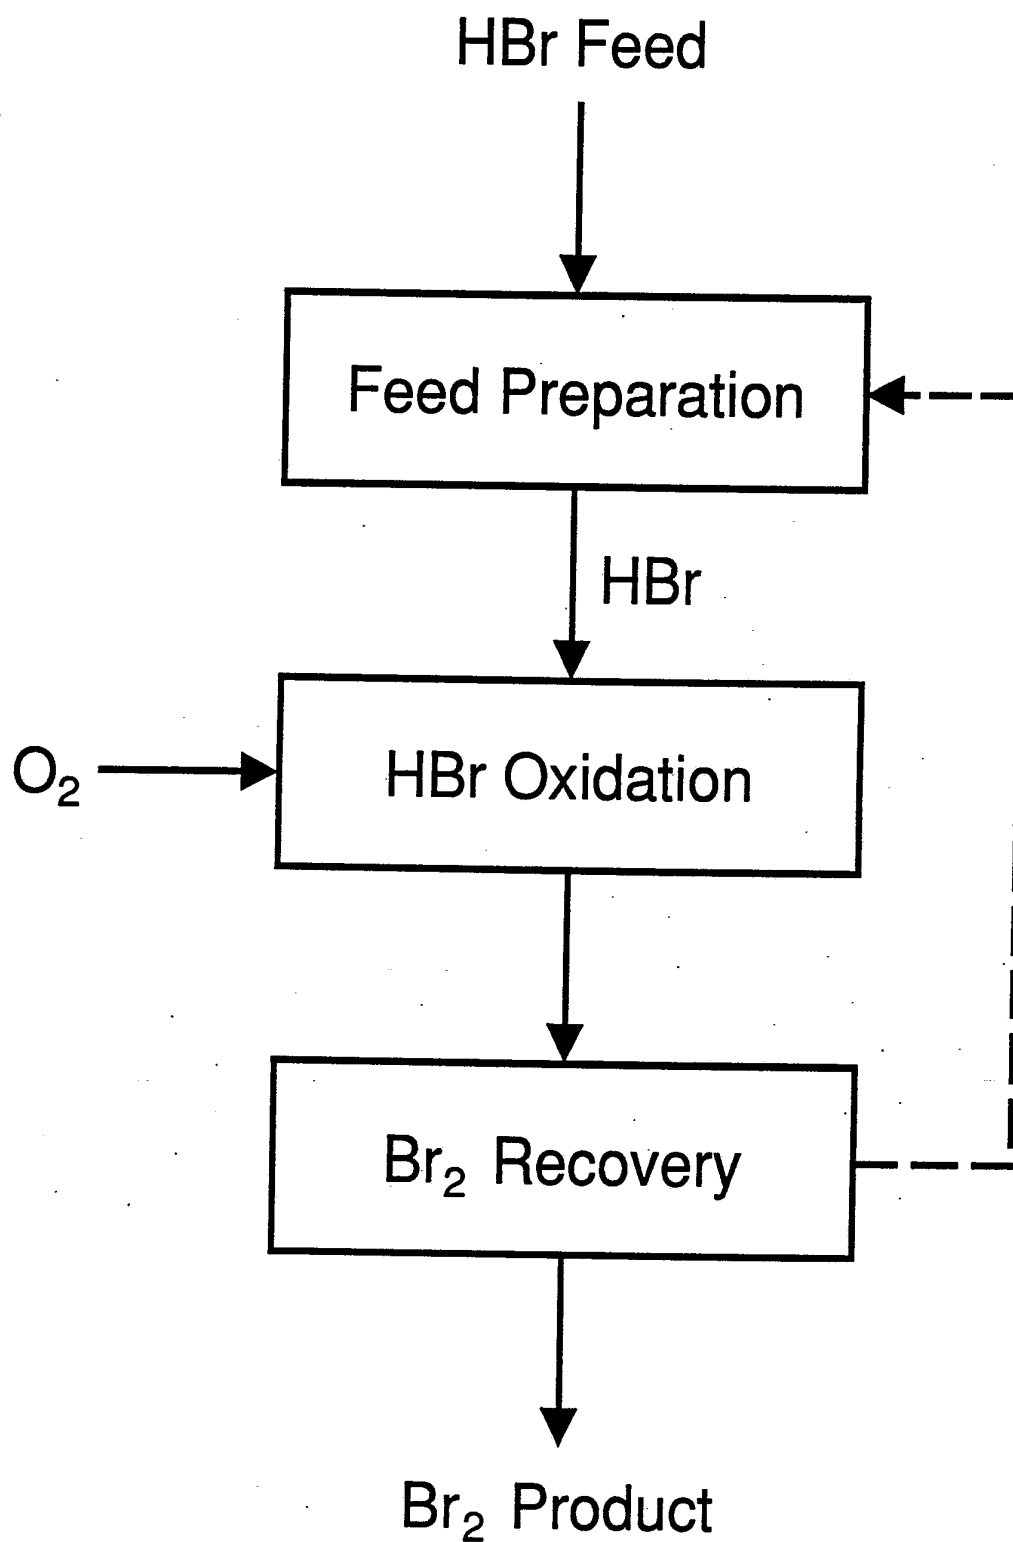 HBr Feed
Feed Preparation
HBr
O₂
HBr Oxidation
Br₂ Recovery
Br₂ Product